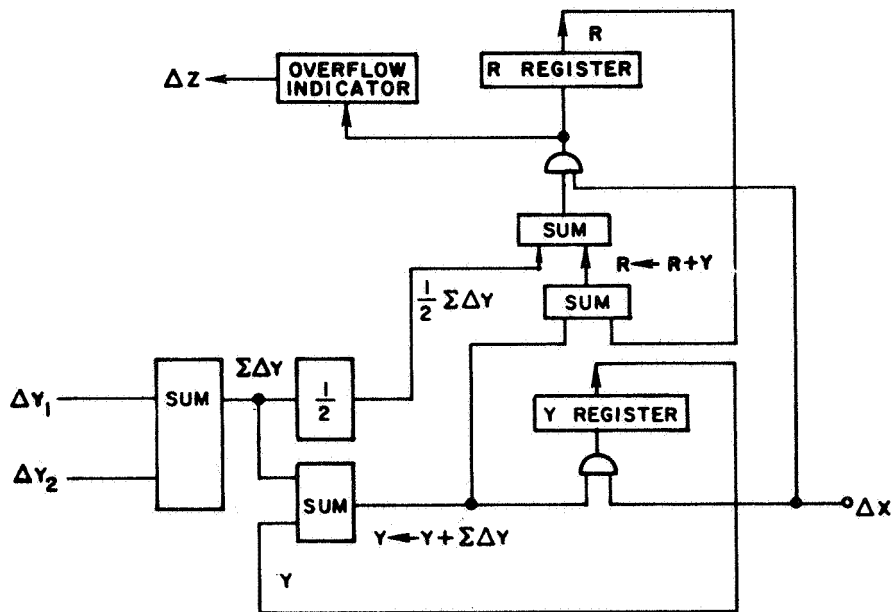 R
ΔZ
OVERFLOW
INDICATOR
R REGISTER
SUM
R ← R+Y
SUM
1/2 ΣΔY
ΣΔY
ΔY₁
SUM
1/2
Y REGISTER
ΔY₂
SUM
ΔX
Y ← Y + ΣΔY
Y